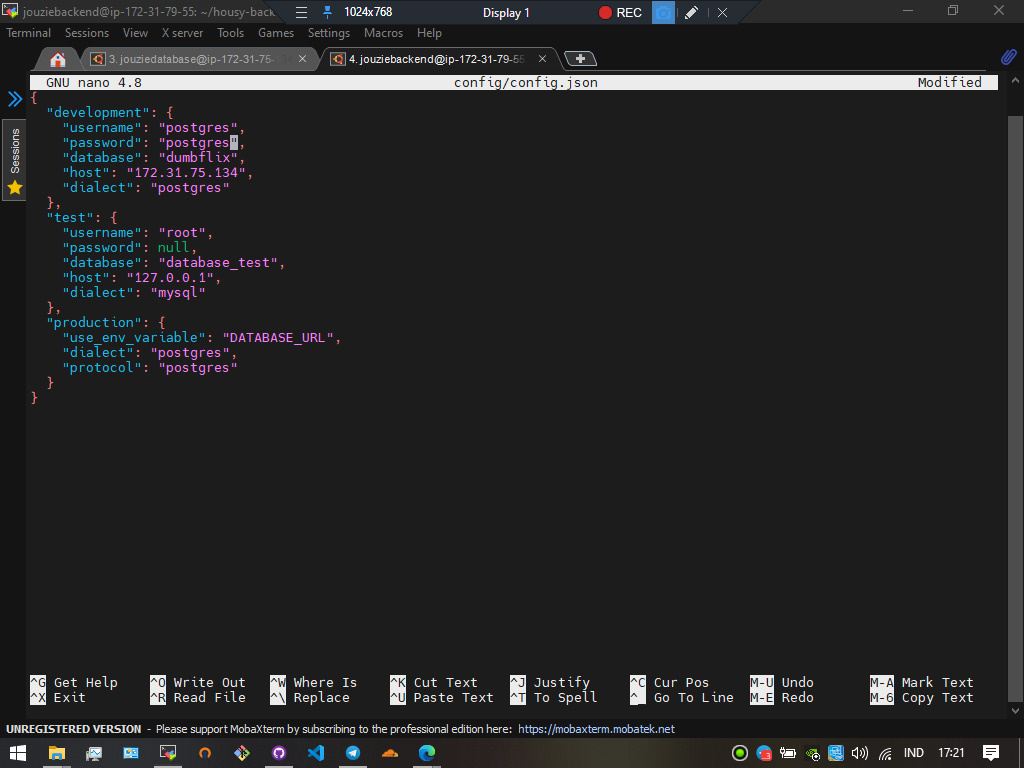 jouziebackend@ip-172-31-79-55: ~/housy-back
1024x768
Display 1
REC
Terminal Sessions View X server Tools Games Settings Macros Help
3. jouziedatabase@ip-172-31-75-
4. jouziebackend@ip-172-31-79-55
Sessions
GNU nano 4.8 config/config.json Modified
{
"development": {
"username": "postgres",
"password": "postgres",
"database": "dumbflix",
"host": "172.31.75.134",
"dialect": "postgres"
},
"test": {
"username": "root",
"password": null,
"database": "database_test",
"host": "127.0.0.1",
"dialect": "mysql"
},
"production": {
"use_env_variable": "DATABASE_URL",
"dialect": "postgres",
"protocol": "postgres"
}
}
^G Get Help ^O Write Out ^W Where Is ^K Cut Text ^J Justify ^C Cur Pos M-U Undo M-A Mark Text
^X Exit ^R Read File ^\ Replace ^U Paste Text ^T To Spell ^_ Go To Line M-E Redo M-6 Copy Text
UNREGISTERED VERSION - Please support MobaXterm by subscribing to the professional edition here: https://mobaxterm.mobatek.net
IND 17:21